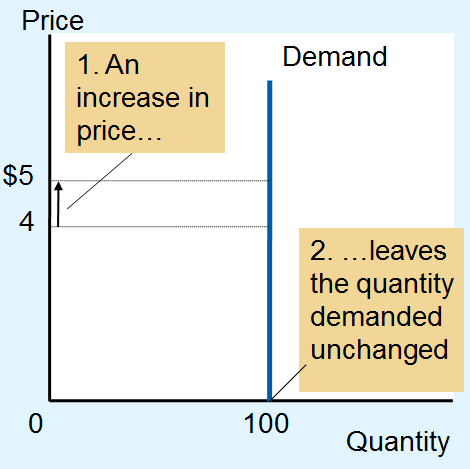 Price
Demand
1. An
increase in
price…
$5
4
2. …leaves
the quantity
demanded
unchanged
0
100
Quantity